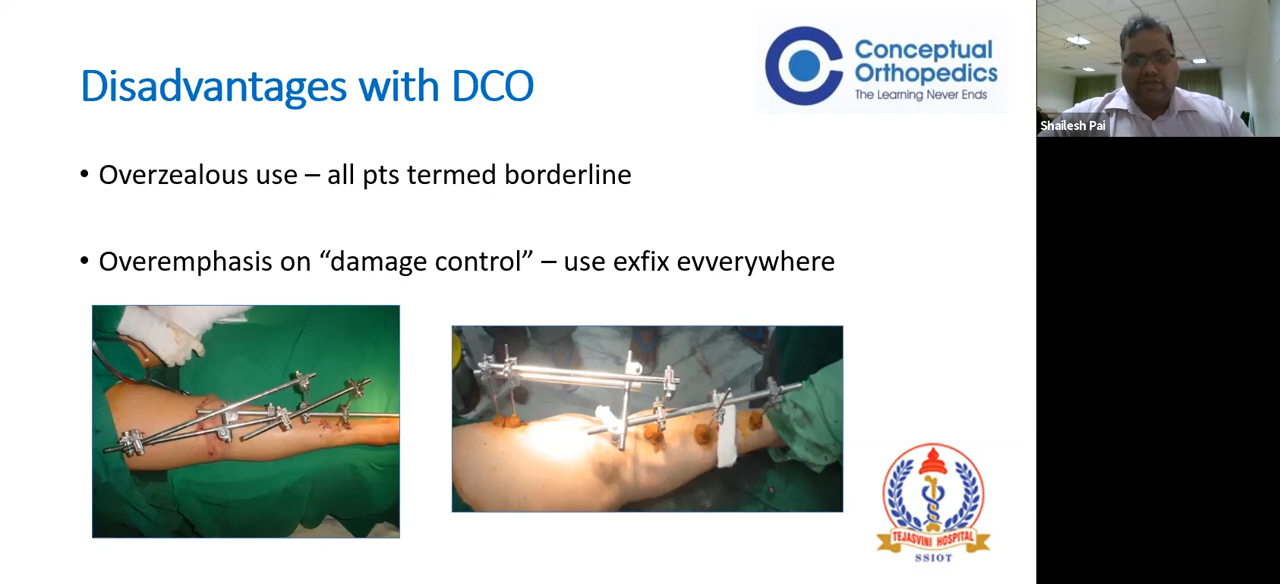 Disadvantages with DCO
Conceptual
Orthopedics
The Learning Never Ends
Shailesh Pai
• Overzealous use – all pts termed borderline
• Overemphasis on “damage control” – use exfix evverywhere
TEJASVINI HOSPITAL
SSIOT